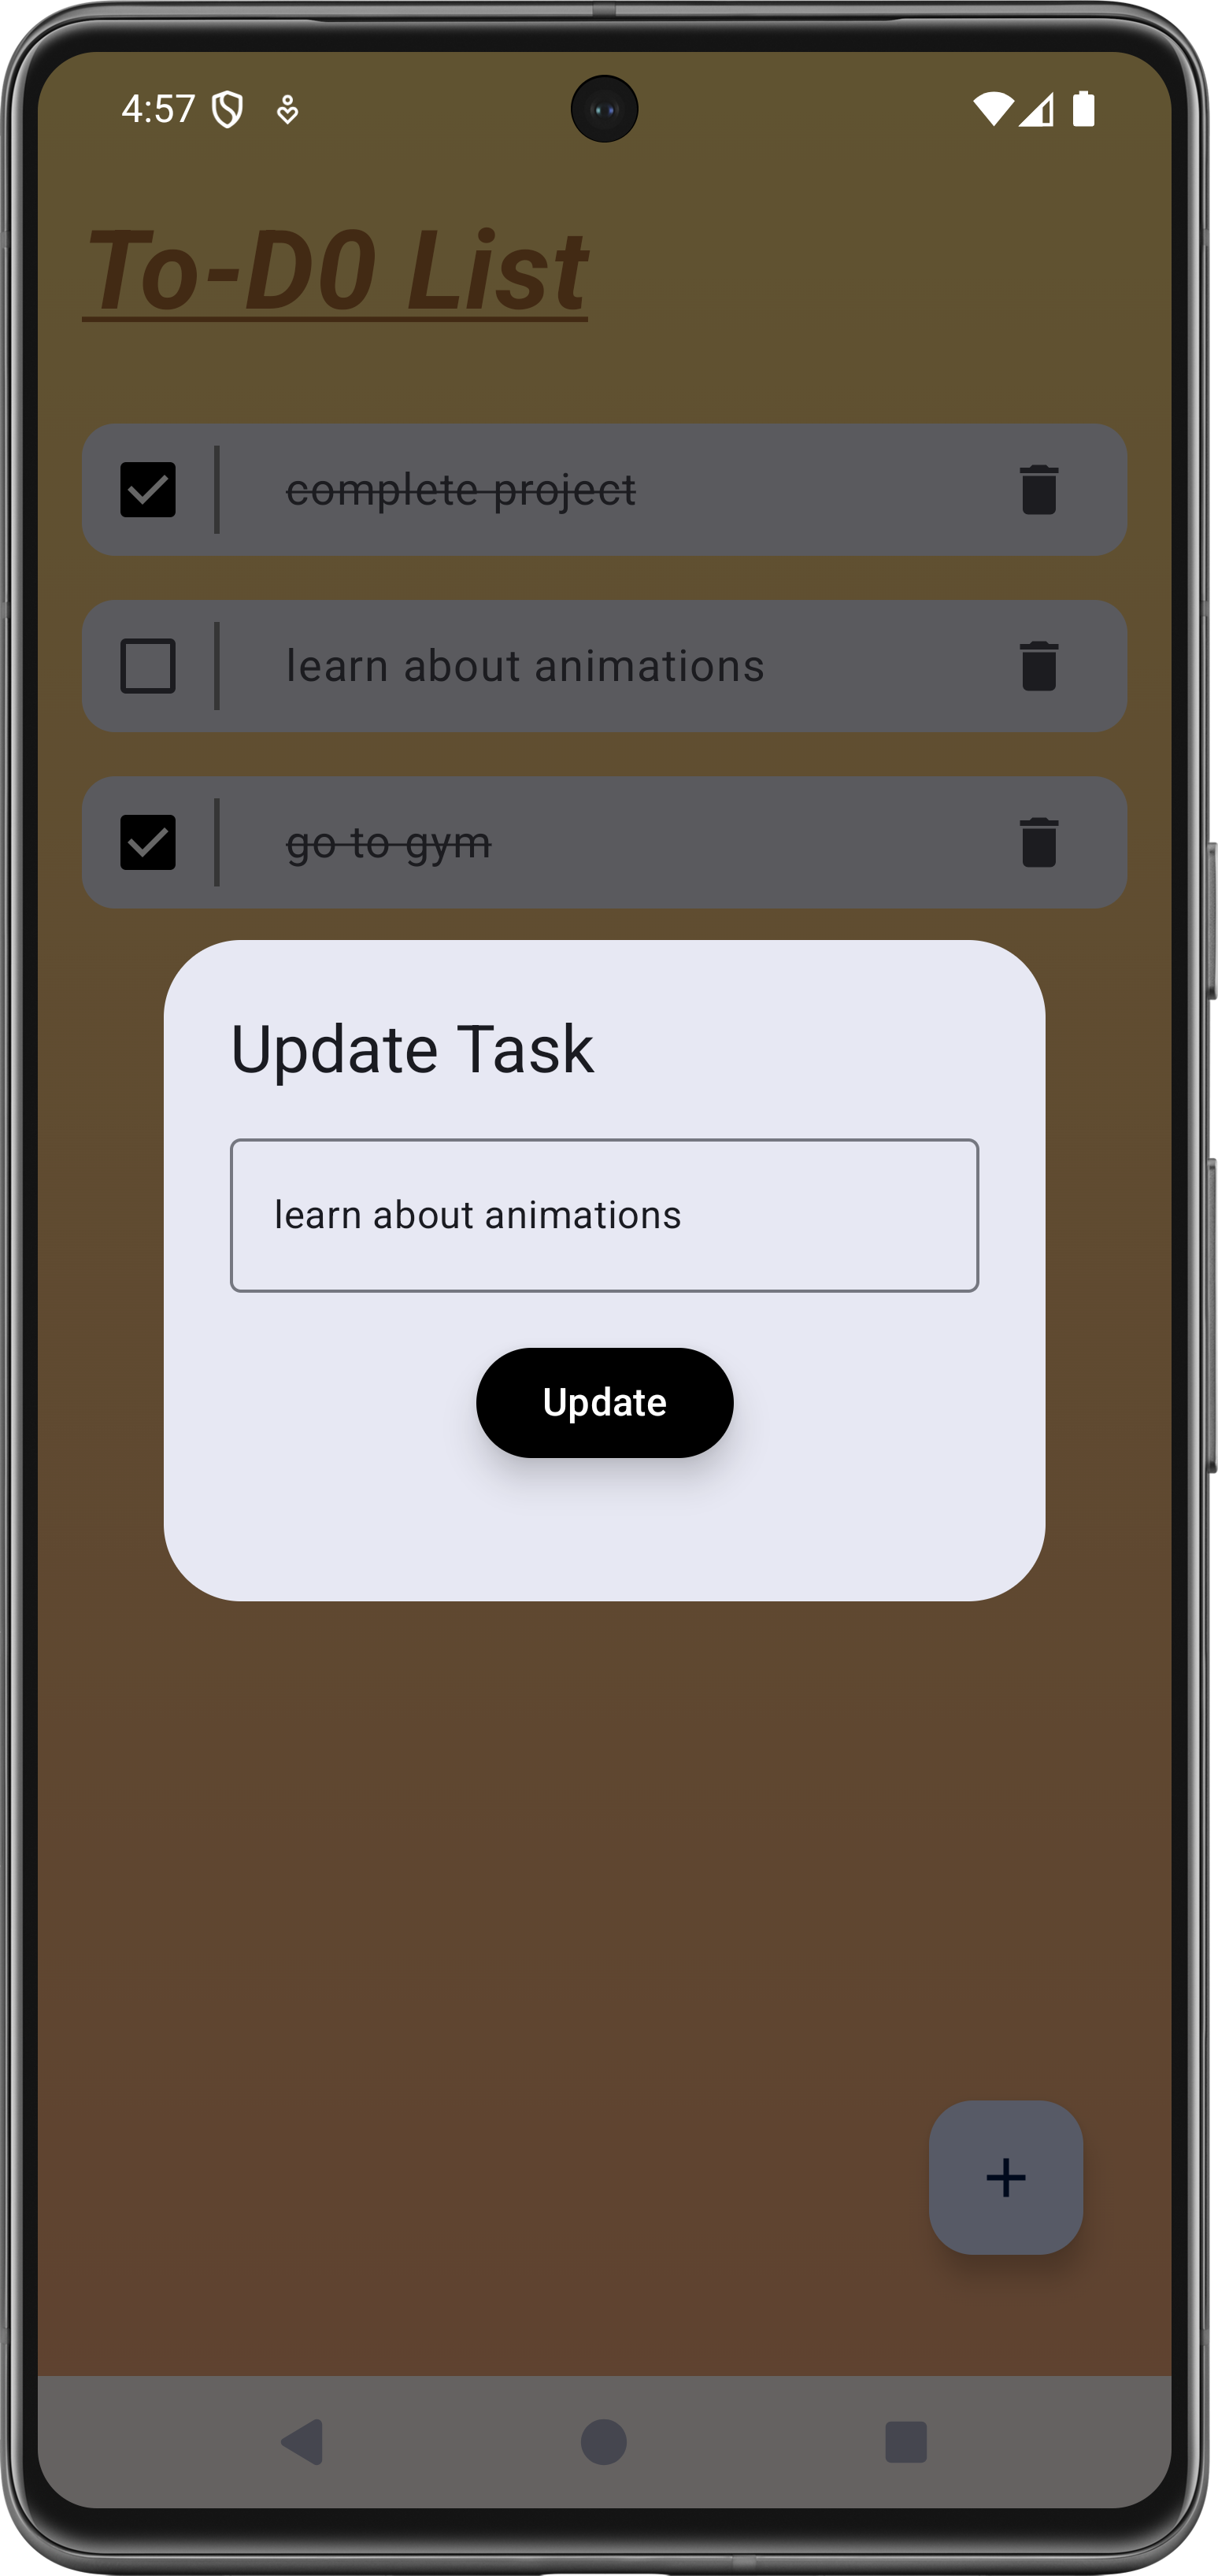 4:57
To-D0 List
complete project
learn about animations
go to gym
Update Task
learn about animations
Update